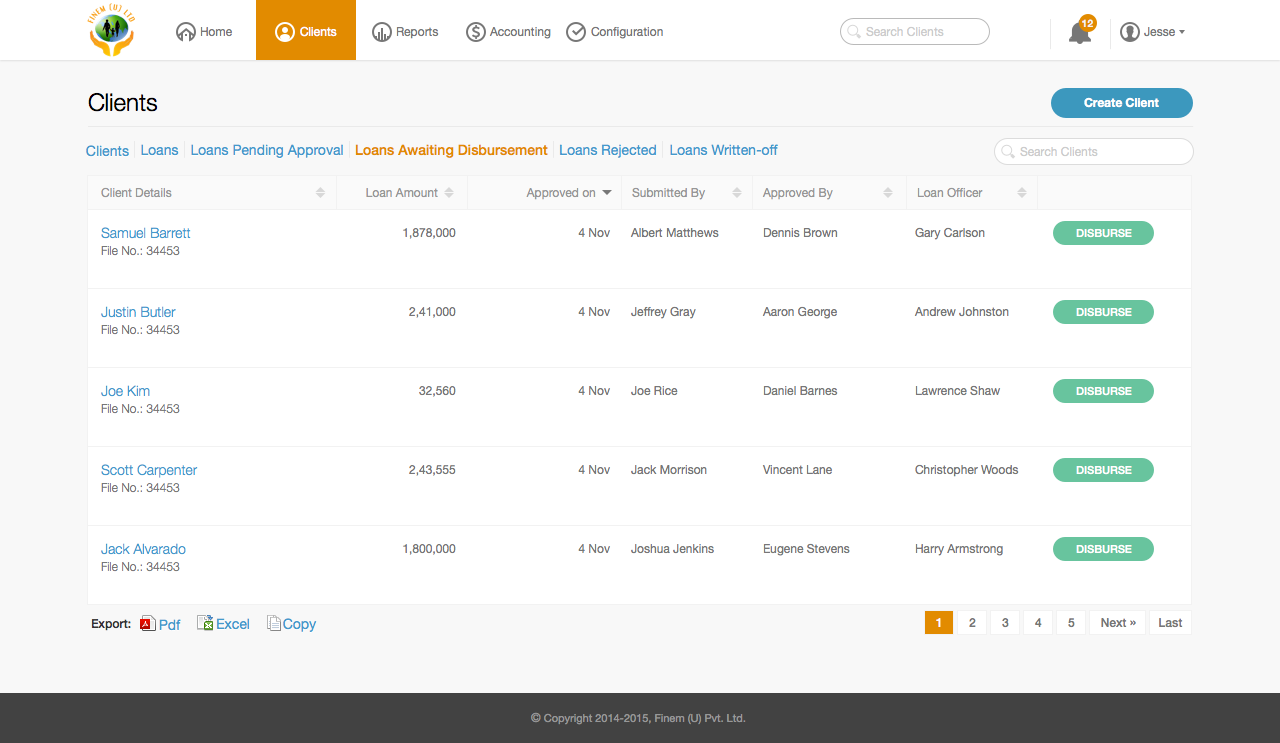 FINEM (U) LTD
Home
Clients
Reports
Accounting
Configuration
Search Clients
12
Jesse
Clients
Create Client
Clients
Loans
Loans Pending Approval
Loans Awaiting Disbursement
Loans Rejected
Loans Written-off
Search Clients
Client Details
Loan Amount
Approved on
Submitted By
Approved By
Loan Officer
Samuel Barrett
1,878,000
4 Nov
Albert Matthews
Dennis Brown
Gary Carlson
DISBURSE
File No.: 34453
Justin Butler
2,41,000
4 Nov
Jeffrey Gray
Aaron George
Andrew Johnston
DISBURSE
File No.: 34453
Joe Kim
32,560
4 Nov
Joe Rice
Daniel Barnes
Lawrence Shaw
DISBURSE
File No.: 34453
Scott Carpenter
2,43,555
4 Nov
Jack Morrison
Vincent Lane
Christopher Woods
DISBURSE
File No.: 34453
Jack Alvarado
1,800,000
4 Nov
Joshua Jenkins
Eugene Stevens
Harry Armstrong
DISBURSE
File No.: 34453
Export:
Pdf
Excel
Copy
1
2
3
4
5
Next »
Last
© Copyright 2014-2015, Finem (U) Pvt. Ltd.